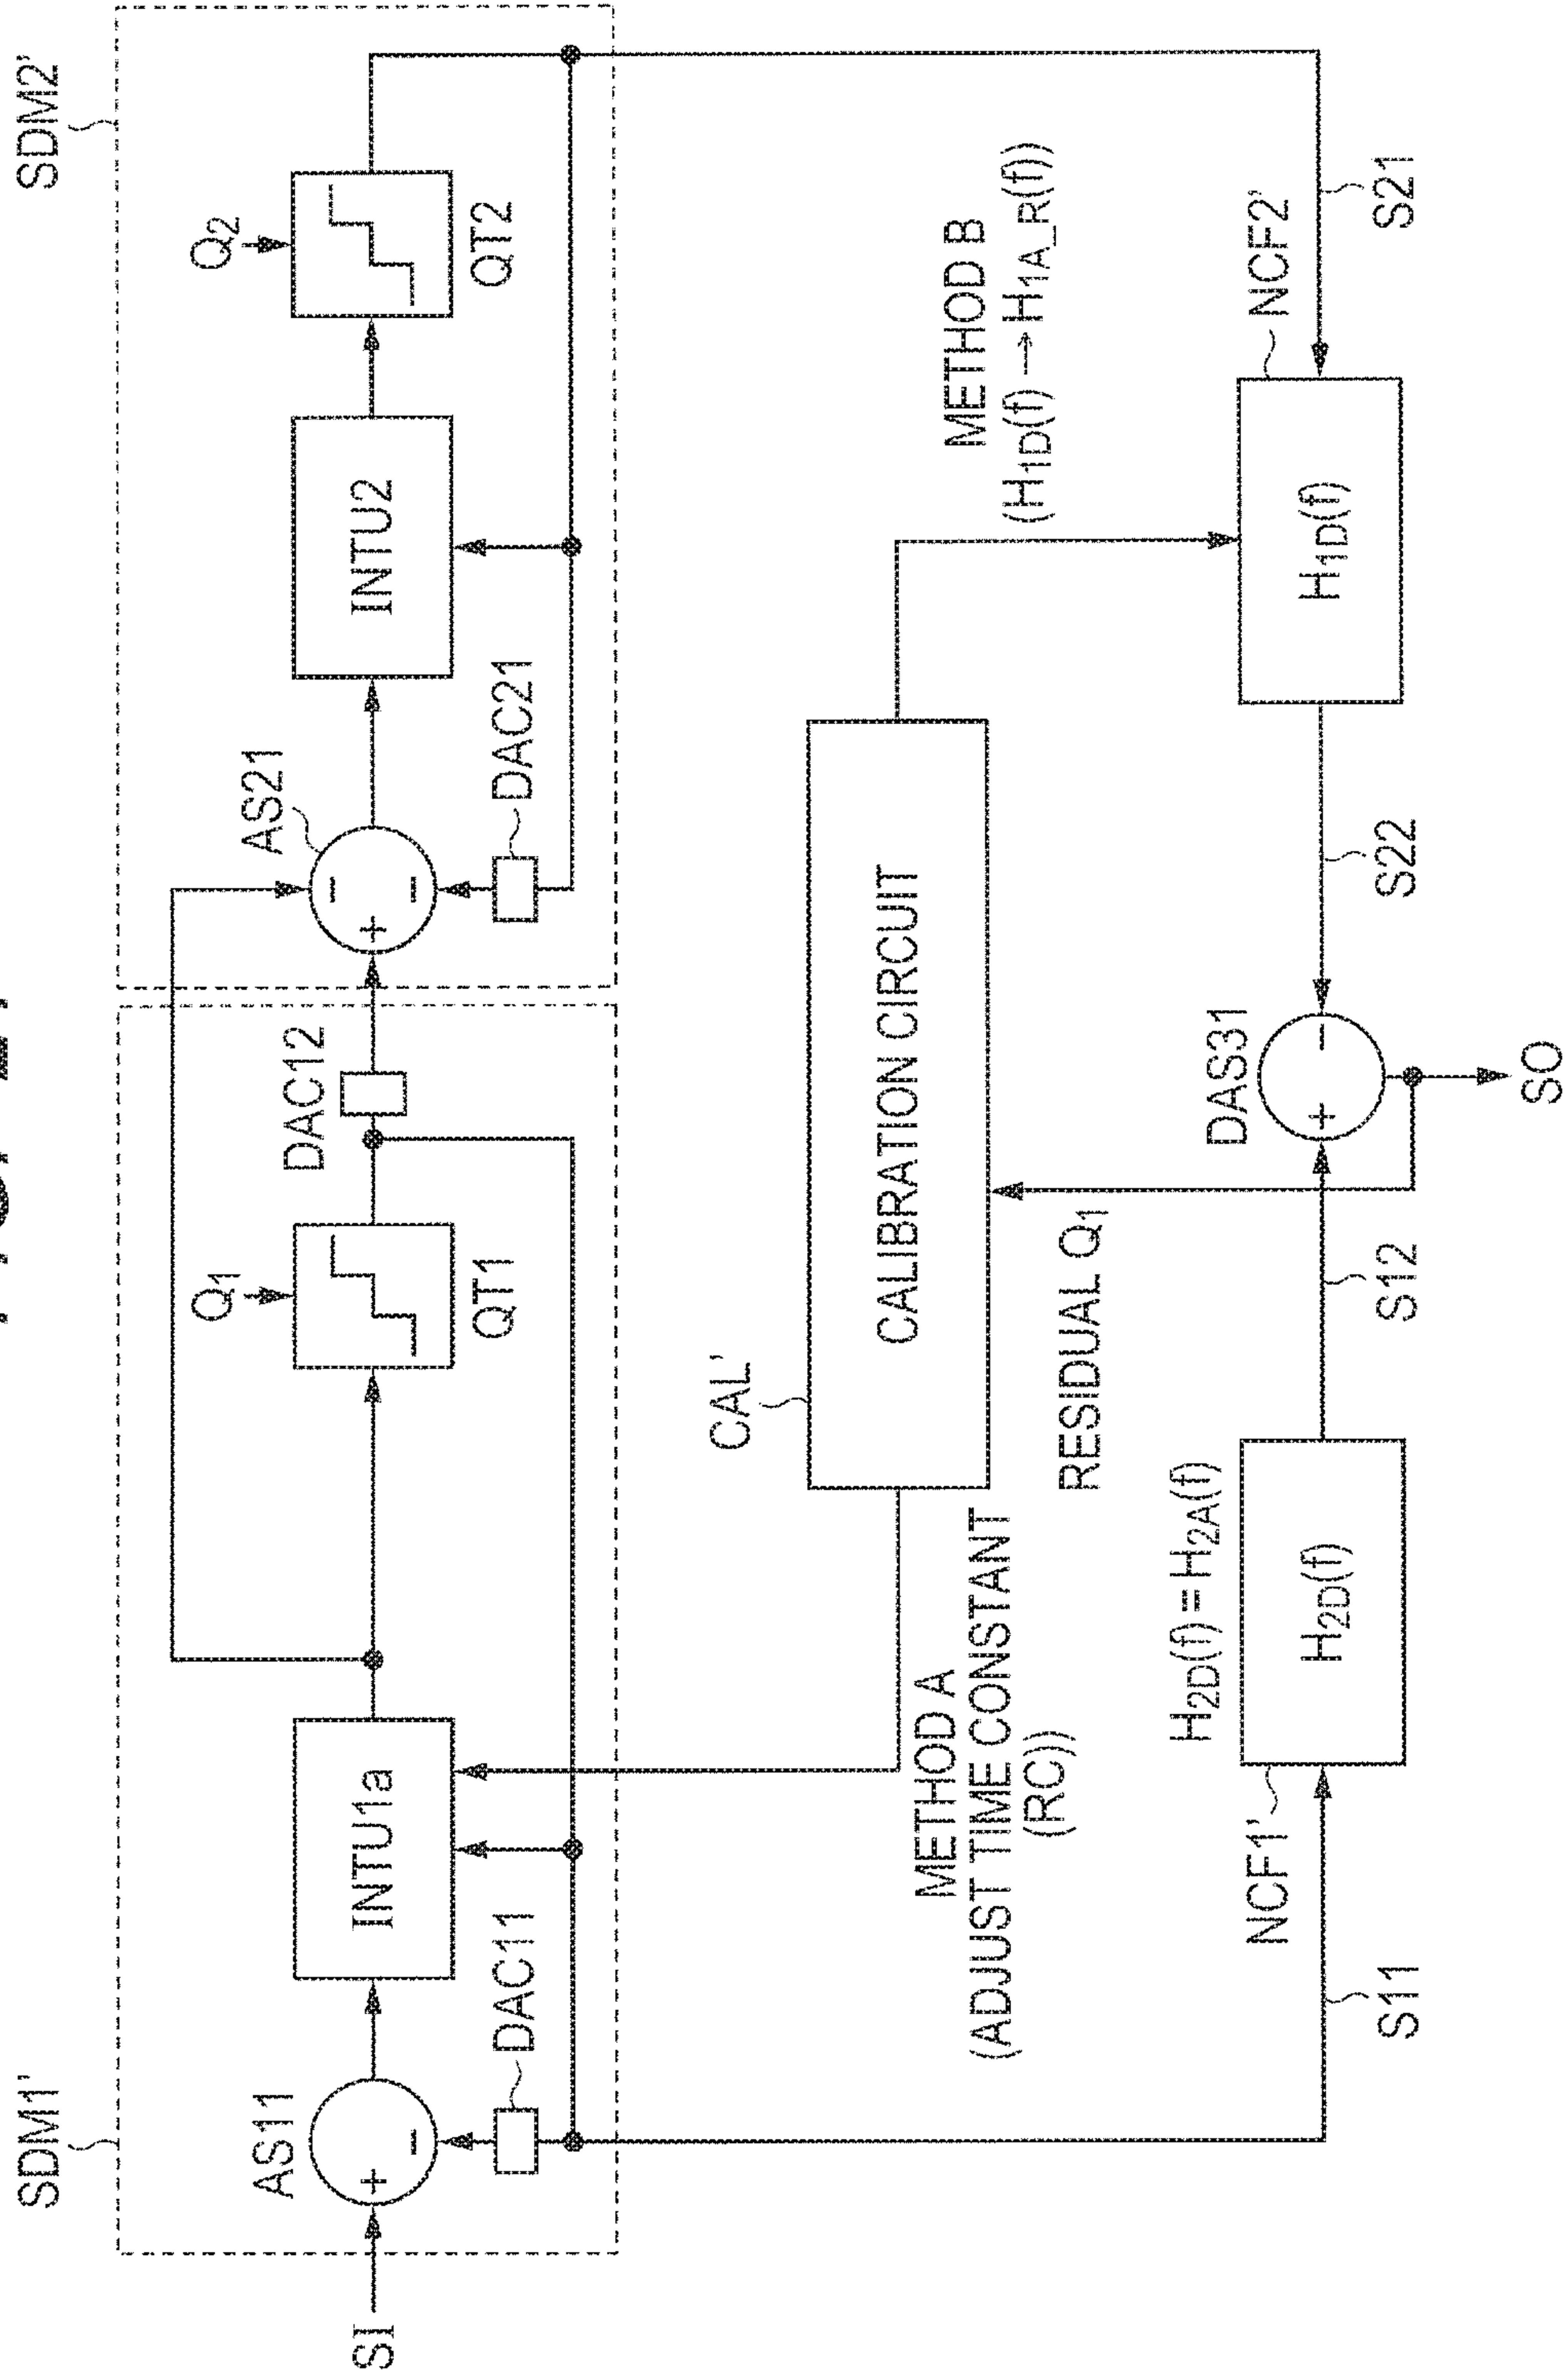 SDM1'
SDM2'
SI
AS11
+
−
DAC11
INTU1a
Q1
QT1
DAC12
AS21
−
+
−
DAC21
INTU2
Q2
QT2
CAL'
CALIBRATION CIRCUIT
METHOD A
(ADJUST TIME CONSTANT
(RC))
RESIDUAL Q1
METHOD B
(H1D(f) → H1A_R(f))
S11
NCF1'
H2D(f) = H2A(f)
H2D(f)
S12
DAS31
+
−
SO
S22
H1D(f)
NCF2'
S21